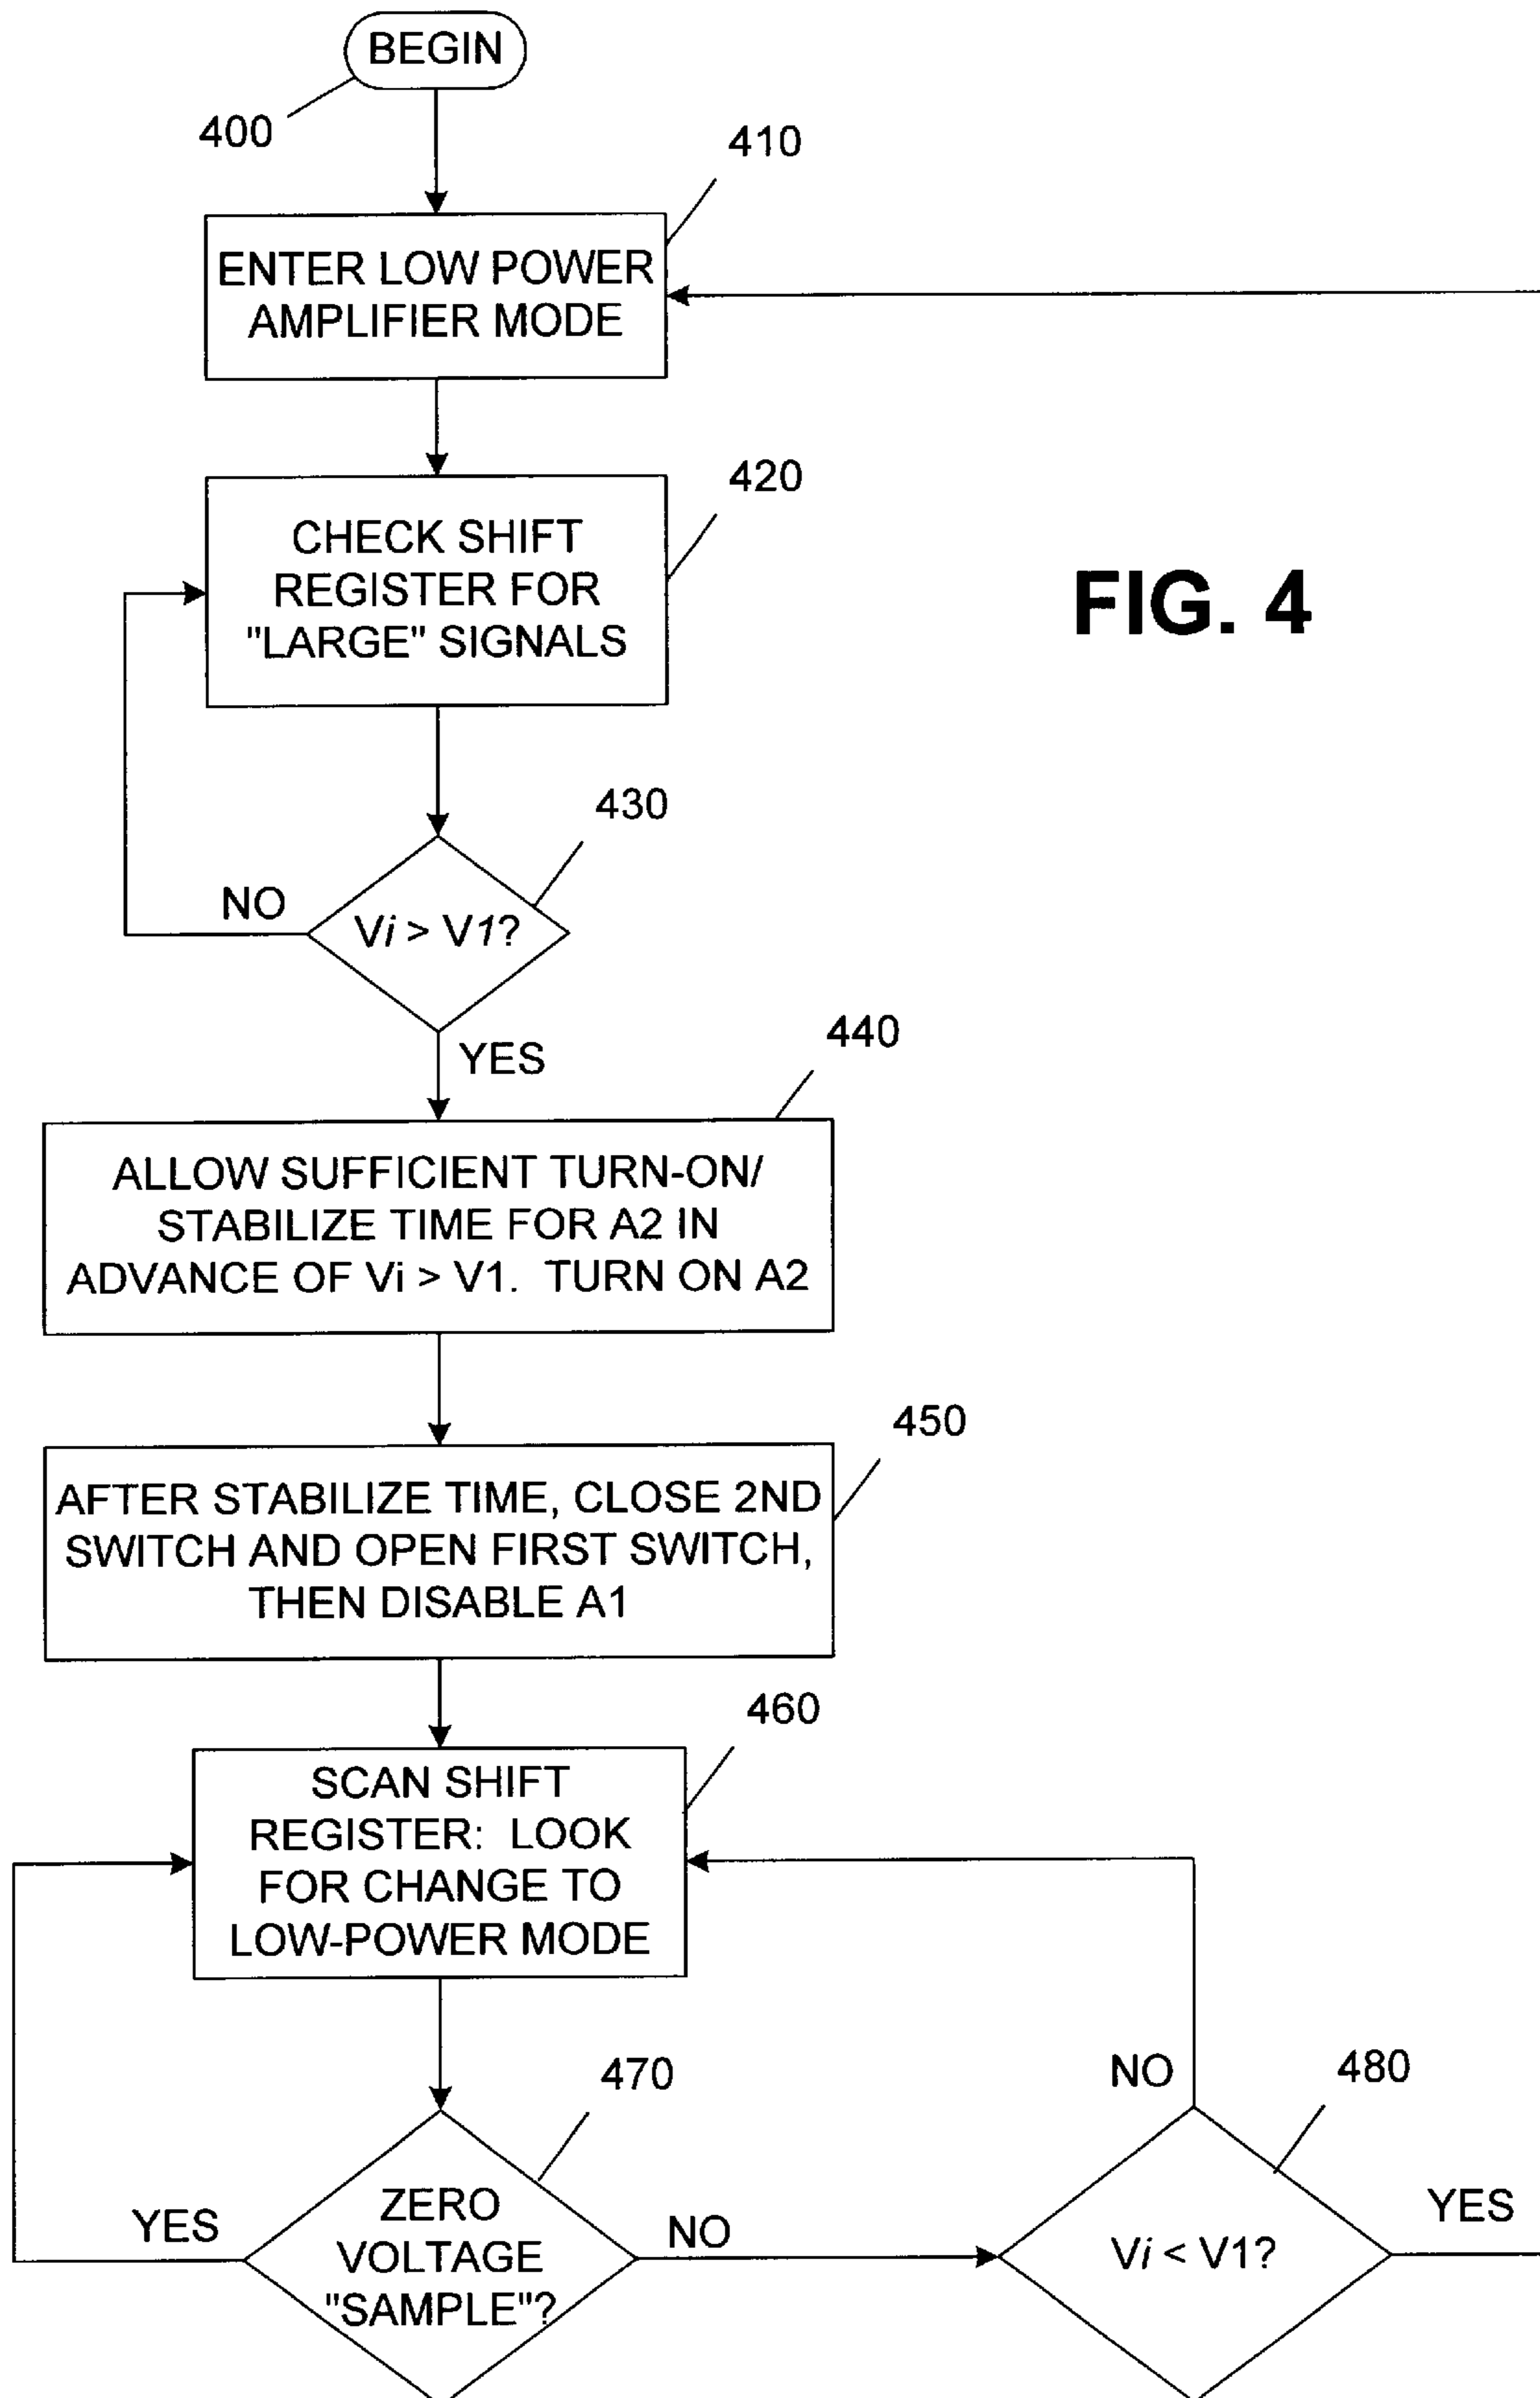 BEGIN
400
410
ENTER LOW POWER
AMPLIFIER MODE
420
CHECK SHIFT
REGISTER FOR
"LARGE" SIGNALS
FIG. 4
430
NO
Vi > V1?
YES
440
ALLOW SUFFICIENT TURN-ON/
STABILIZE TIME FOR A2 IN
ADVANCE OF Vi > V1. TURN ON A2
450
AFTER STABILIZE TIME, CLOSE 2ND
SWITCH AND OPEN FIRST SWITCH,
THEN DISABLE A1
460
SCAN SHIFT
REGISTER: LOOK
FOR CHANGE TO
LOW-POWER MODE
470
YES
ZERO
VOLTAGE
"SAMPLE"?
NO
NO
480
Vi < V1?
YES